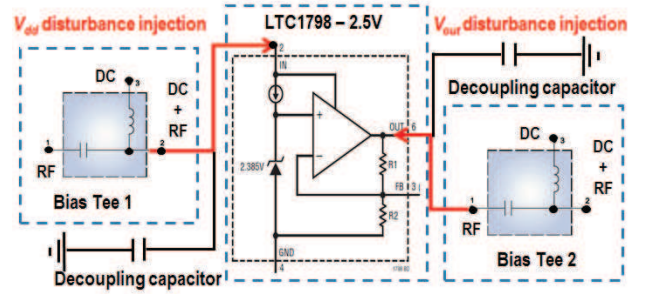 Vdd disturbance injection
LTC1798 – 2.5V
Vout disturbance injection
DC
3
DC
+
RF
1
2
RF
Bias Tee 1
Decoupling capacitor
2
IN
+
–
2.385V
OUT
6
R1
FB
3
R2
GND
4
Decoupling capacitor
DC
3
DC
+
RF
1
2
RF
Bias Tee 2